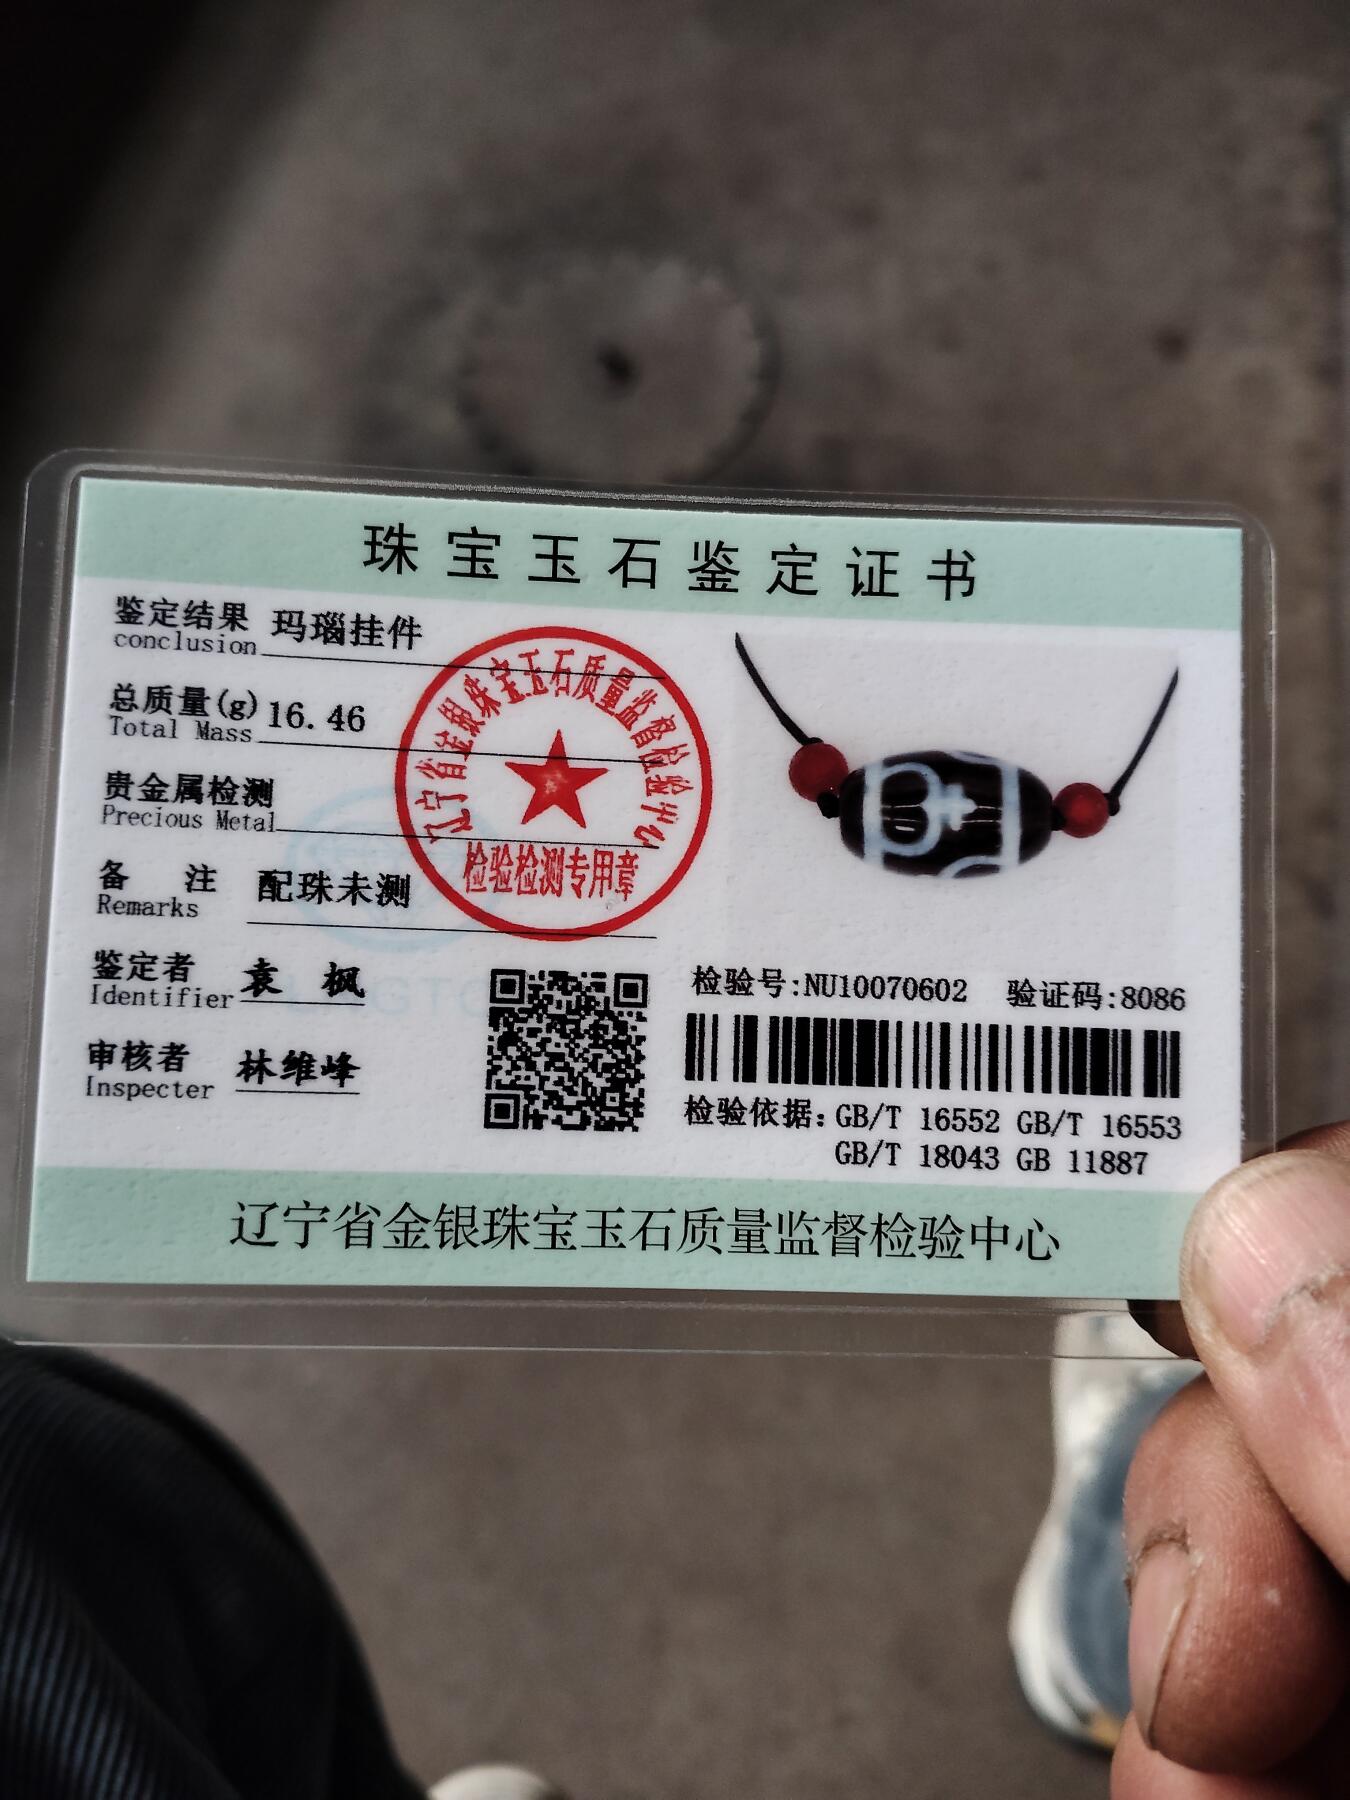 珠宝玉石鉴定证书
鉴定结果 玛瑙挂件
conclusion
总质量(g) 16.46
Total Mass
贵金属检测
Precious Metal
备 注 配珠未测
Remarks
鉴定者 袁 枫
Identifier
审核者 林维峰
Inspecter
辽宁省金银珠宝玉石质量监督检验中心
检验检测专用章
检验号:NU10070602 验证码:8086
检验依据:GB/T 16552 GB/T 16553
GB/T 18043 GB 11887
辽宁省金银珠宝玉石质量监督检验中心